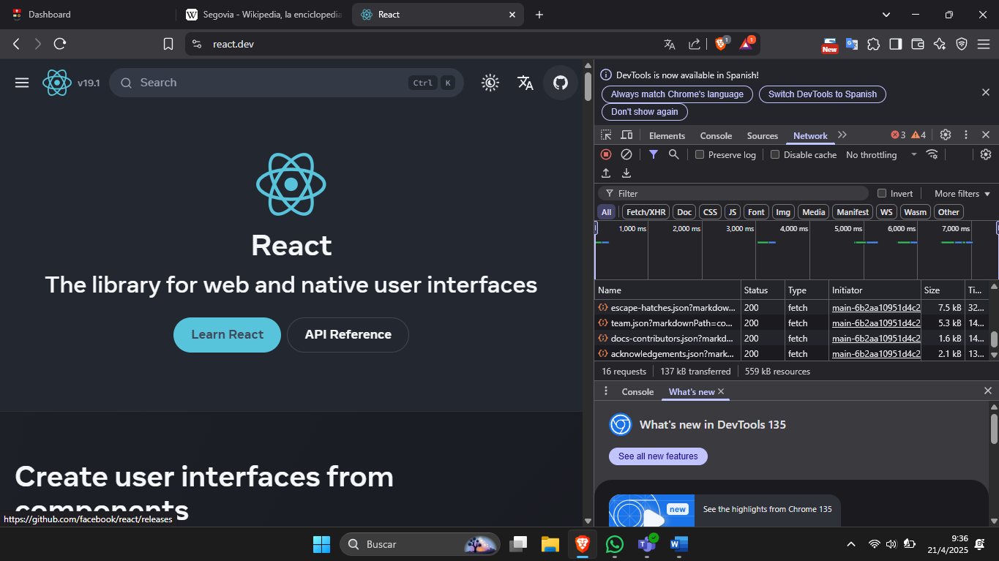 Dashboard
Segovia - Wikipedia, la enciclopedia
React
react.dev
1
1
New
v19.1
Search
Ctrl K
React
The library for web and native user interfaces
Learn React
API Reference
Create user interfaces from
components
https://github.com/facebook/react/releases
DevTools is now available in Spanish!
Always match Chrome's language
Switch DevTools to Spanish
Don't show again
Elements Console Sources Network 3 4
Preserve log Disable cache No throttling
Filter Invert More filters
All Fetch/XHR Doc CSS JS Font Img Media Manifest WS Wasm Other
1,000 ms 2,000 ms 3,000 ms 4,000 ms 5,000 ms 6,000 ms 7,000 ms
Name Status Type Initiator Size Ti...
escape-hatches.json?markdow... 200 fetch main-6b2aa10951d4c2 7.5 kB 32...
team.json?markdownPath=co... 200 fetch main-6b2aa10951d4c2 5.3 kB 14...
docs-contributors.json?markd... 200 fetch main-6b2aa10951d4c2 1.6 kB 14...
acknowledgements.json?mark... 200 fetch main-6b2aa10951d4c2 2.1 kB 13...
16 requests 137 kB transferred 559 kB resources
Console What's new
What's new in DevTools 135
See all new features
new
See the highlights from Chrome 135
Buscar
9:36
21/4/2025